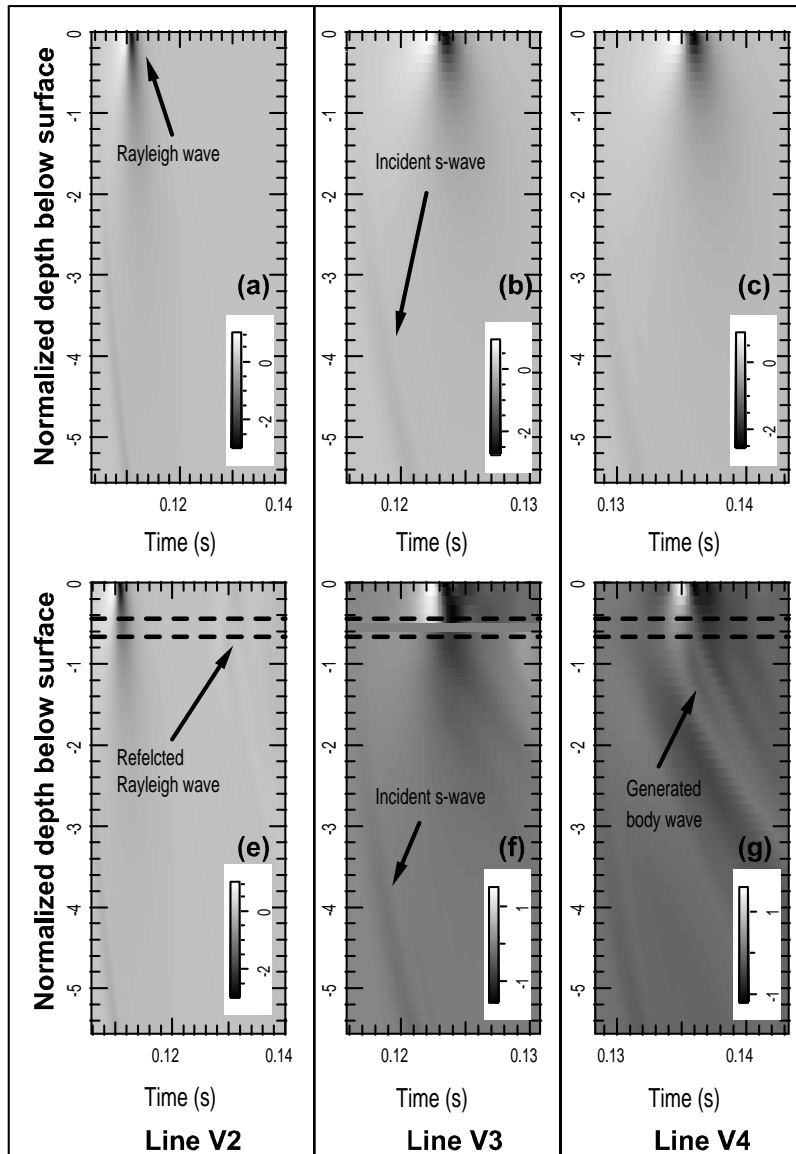 Normalized depth below surface
0
-1
-2
-3
-4
-5
Rayleigh wave
(a)
0
-2
0.12
0.14
Time (s)
0
-1
-2
-3
-4
-5
Incident s-wave
(b)
0
-2
0.12
0.13
Time (s)
0
-1
-2
-3
-4
-5
(c)
0
-2
0.13
0.14
Time (s)
Normalized depth below surface
0
-1
-2
-3
-4
-5
Refelcted
Rayleigh wave
(e)
0
-2
0.12
0.14
Time (s)
Line V2
0
-1
-2
-3
-4
-5
Incident s-wave
(f)
1
-1
0.12
0.13
Time (s)
Line V3
0
-1
-2
-3
-4
-5
Generated
body wave
(g)
1
-1
0.13
0.14
Time (s)
Line V4